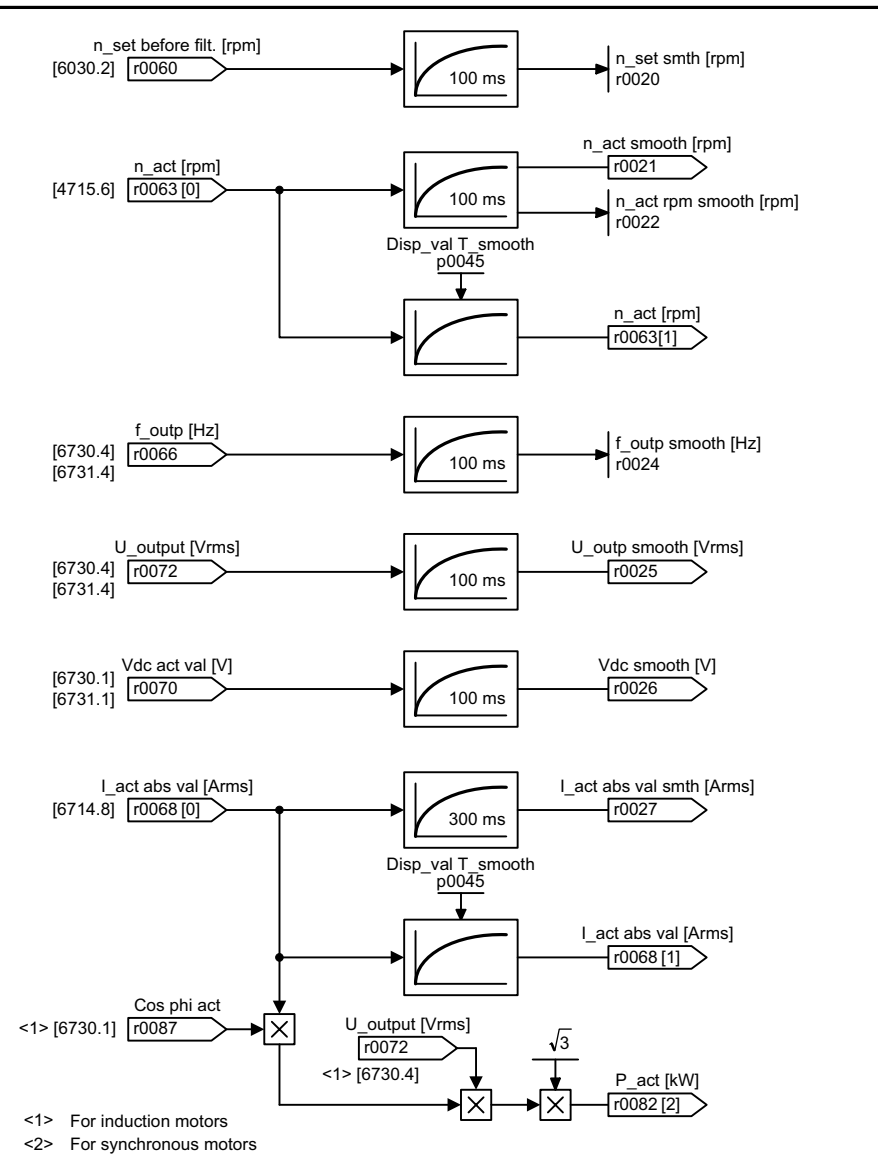 n_set before filt. [rpm]
[6030.2] r0060
100 ms
n_set smth [rpm]
r0020
n_act [rpm]
[4715.6] r0063 [0]
100 ms
n_act smooth [rpm]
r0021
n_act rpm smooth [rpm]
r0022
Disp_val T_smooth
p0045
n_act [rpm]
r0063[1]
f_outp [Hz]
[6730.4]
[6731.4]
r0066
100 ms
f_outp smooth [Hz]
r0024
U_output [Vrms]
[6730.4]
[6731.4]
r0072
100 ms
U_outp smooth [Vrms]
r0025
Vdc act val [V]
[6730.1]
[6731.1]
r0070
100 ms
Vdc smooth [V]
r0026
I_act abs val [Arms]
[6714.8] r0068 [0]
300 ms
I_act abs val smth [Arms]
r0027
Disp_val T_smooth
p0045
I_act abs val [Arms]
r0068 [1]
Cos phi act
<1> [6730.1] r0087
U_output [Vrms]
r0072
<1> [6730.4]
√3
P_act [kW]
r0082 [2]
<1> For induction motors
<2> For synchronous motors